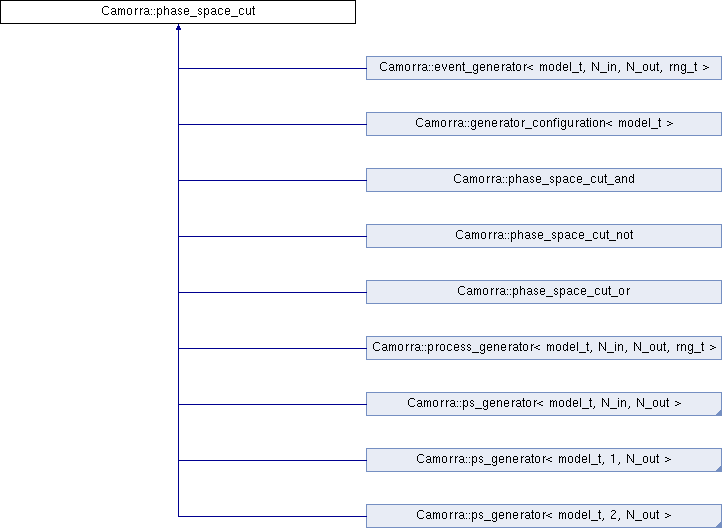 Camorra::phase_space_cut
Camorra::event_generator< model_t, N_in, N_out, rng_t >
Camorra::generator_configuration< model_t >
Camorra::phase_space_cut_and
Camorra::phase_space_cut_not
Camorra::phase_space_cut_or
Camorra::process_generator< model_t, N_in, N_out, rng_t >
Camorra::ps_generator< model_t, N_in, N_out >
Camorra::ps_generator< model_t, 1, N_out >
Camorra::ps_generator< model_t, 2, N_out >